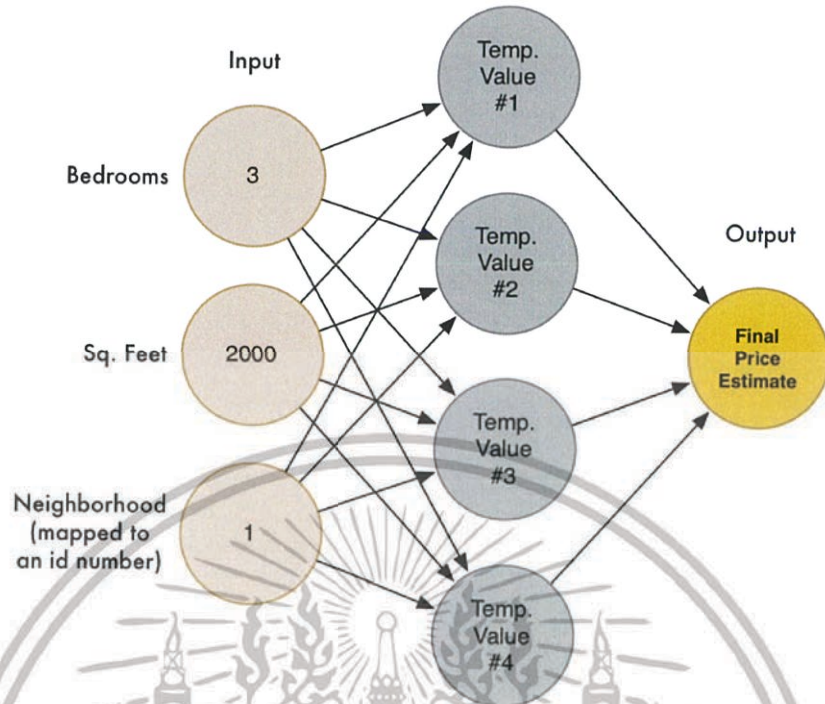 Input
Bedrooms
3
Sq. Feet
2000
Neighborhood
(mapped to
an id number)
1
Temp.
Value
#1
Temp.
Value
#2
Temp.
Value
#3
Temp.
Value
#4
Output
Final
Price
Estimate